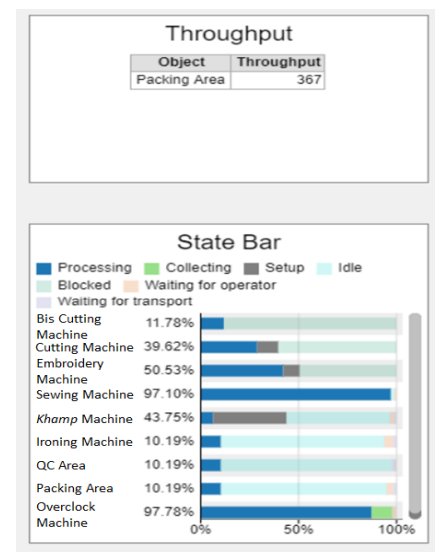 Throughput
Object Throughput
Packing Area 367
State Bar
Processing Collecting Setup Idle
Blocked Waiting for operator
Waiting for transport
Bis Cutting
Machine 11.78%
Cutting Machine 39.62%
Embroidery
Machine 50.53%
Sewing Machine 97.10%
Khamp Machine 43.75%
Ironing Machine 10.19%
QC Area 10.19%
Packing Area 10.19%
Overclock
Machine 97.78%
0% 50% 100%